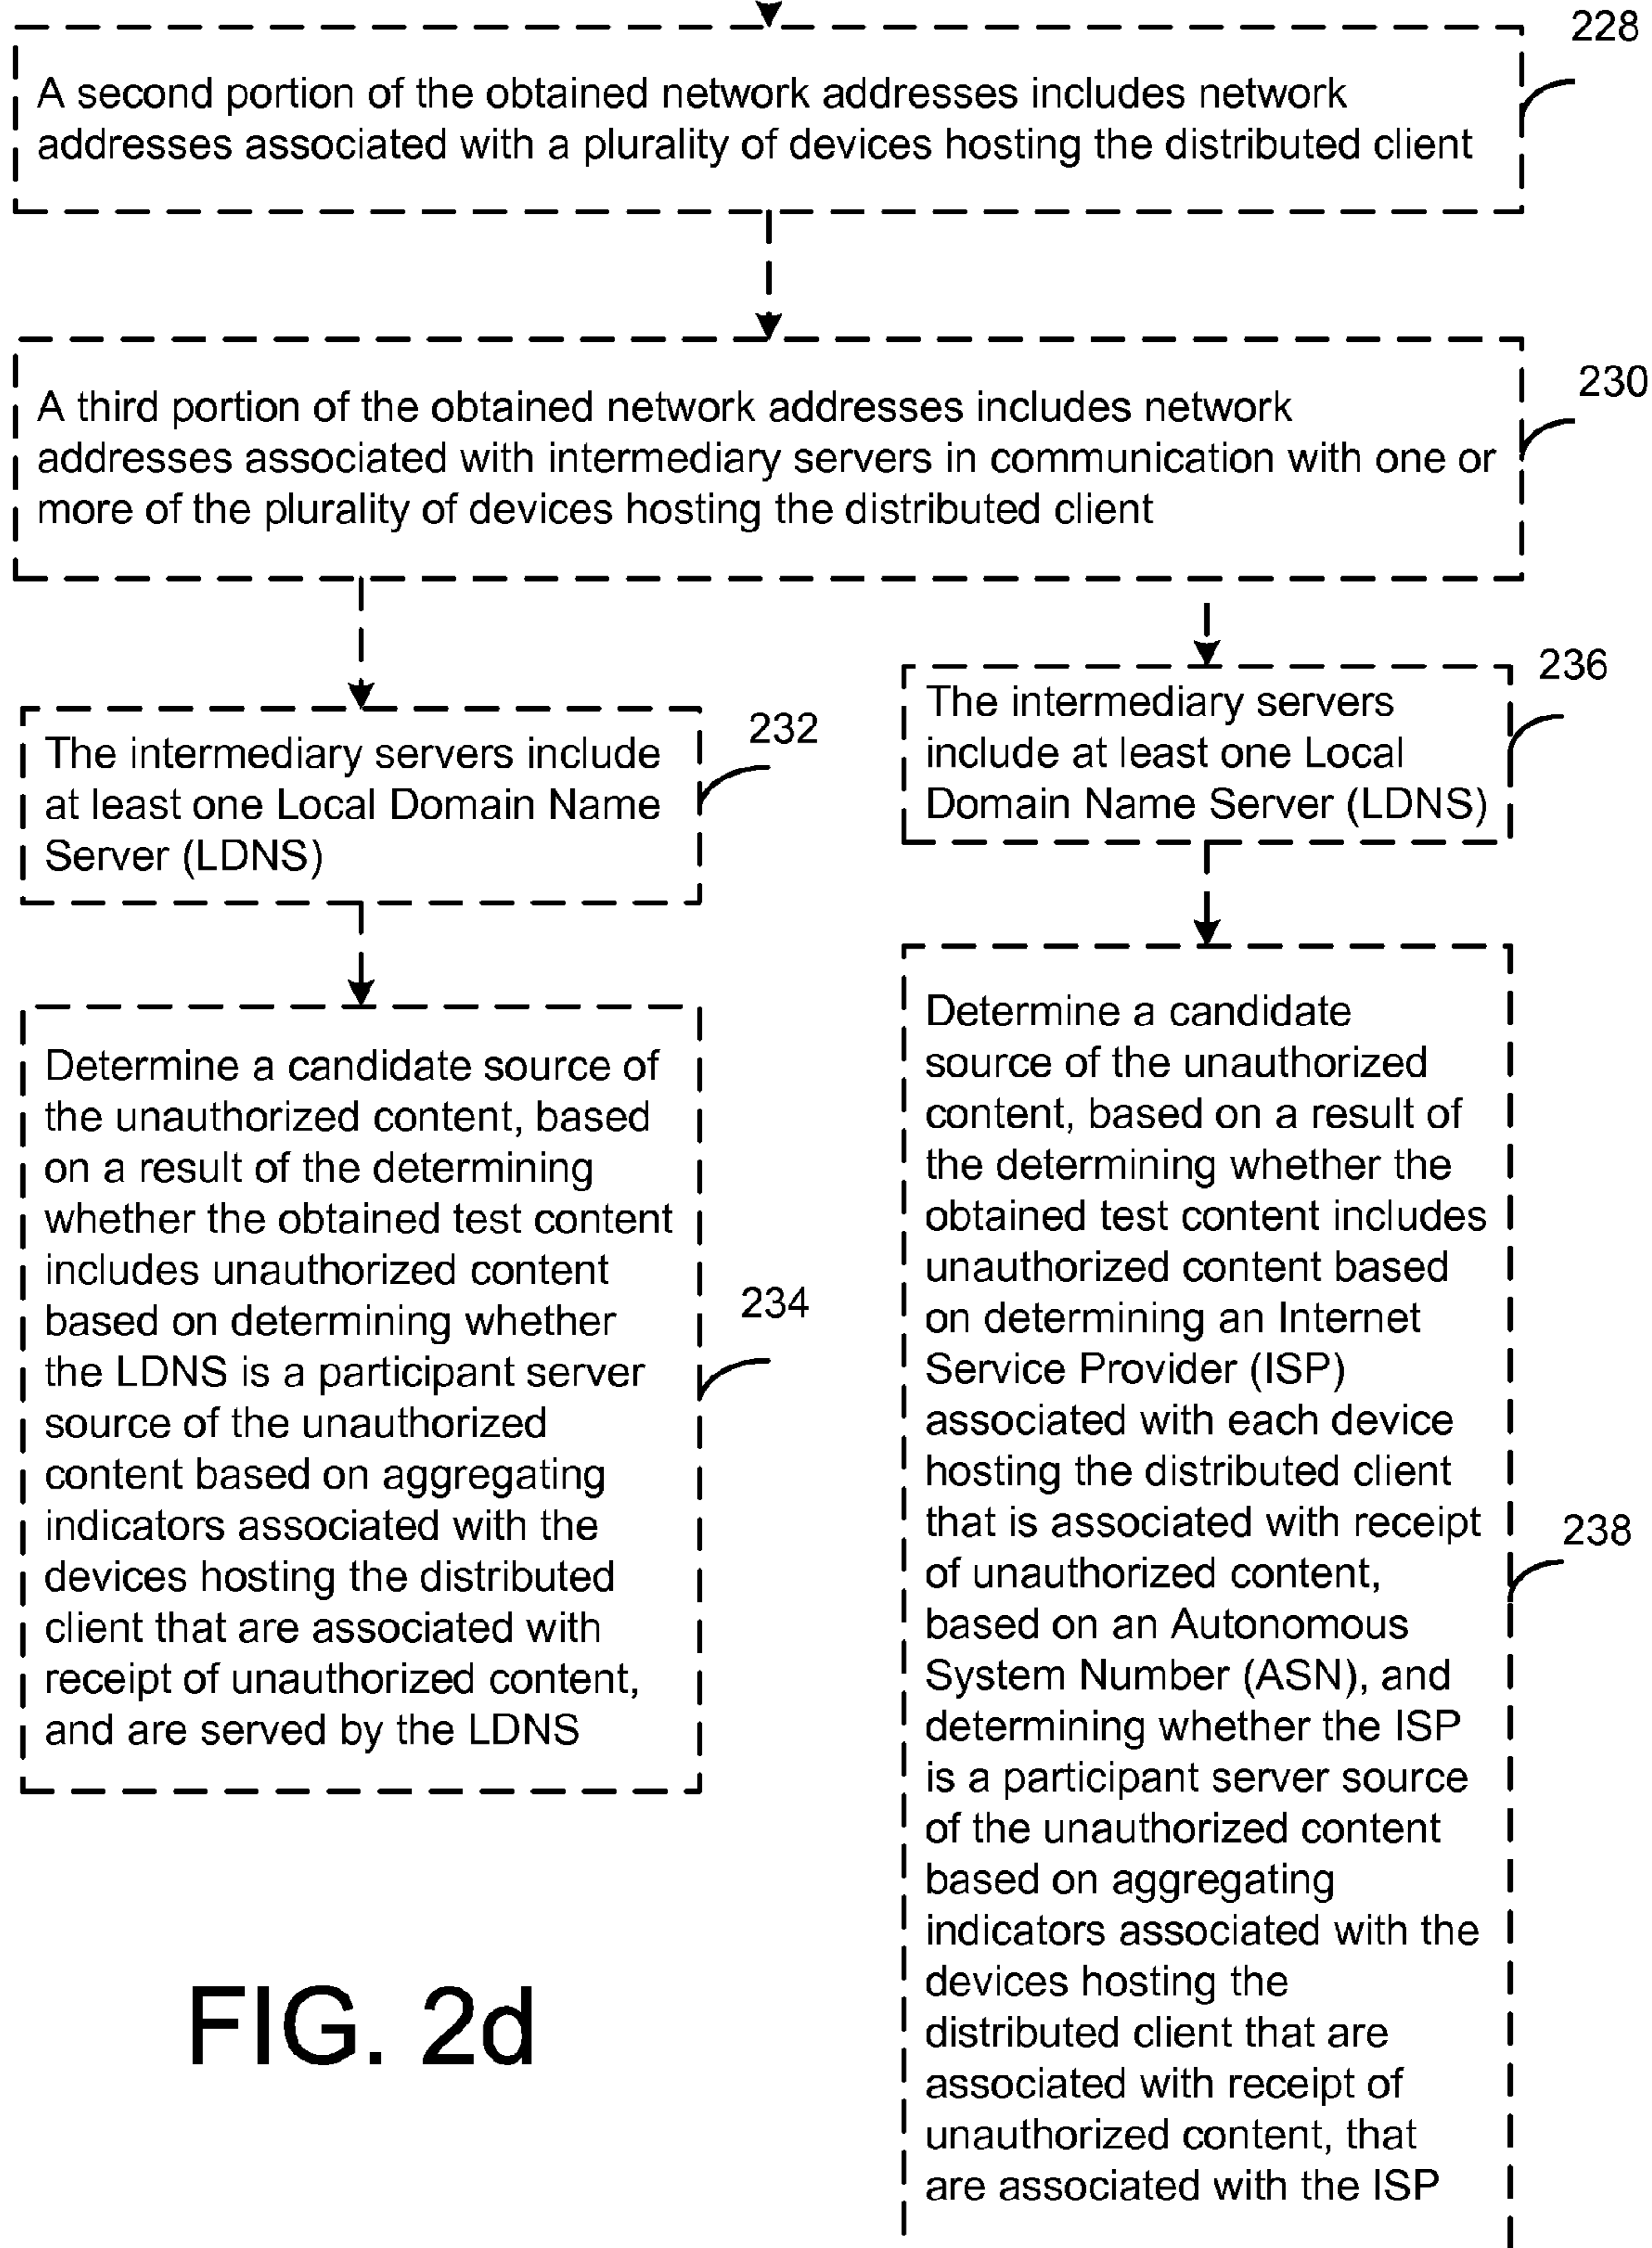 228
A second portion of the obtained network addresses includes network
addresses associated with a plurality of devices hosting the distributed client
230
A third portion of the obtained network addresses includes network
addresses associated with intermediary servers in communication with one or
more of the plurality of devices hosting the distributed client
232
The intermediary servers include
at least one Local Domain Name
Server (LDNS)
234
Determine a candidate source of
the unauthorized content, based
on a result of the determining
whether the obtained test content
includes unauthorized content
based on determining whether
the LDNS is a participant server
source of the unauthorized
content based on aggregating
indicators associated with the
devices hosting the distributed
client that are associated with
receipt of unauthorized content,
and are served by the LDNS
236
The intermediary servers
include at least one Local
Domain Name Server (LDNS)
238
Determine a candidate
source of the unauthorized
content, based on a result of
the determining whether the
obtained test content includes
unauthorized content based
on determining an Internet
Service Provider (ISP)
associated with each device
hosting the distributed client
that is associated with receipt
of unauthorized content,
based on an Autonomous
System Number (ASN), and
determining whether the ISP
is a participant server source
of the unauthorized content
based on aggregating
indicators associated with the
devices hosting the
distributed client that are
associated with receipt of
unauthorized content, that
are associated with the ISP
FIG. 2d